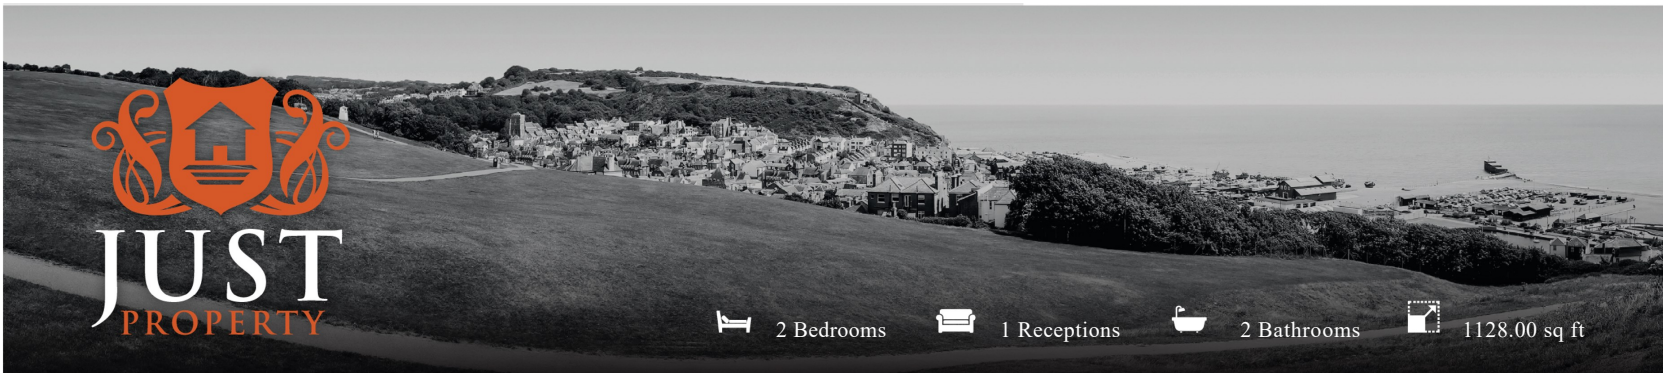 JUST
PROPERTY
2 Bedrooms 1 Receptions 2 Bathrooms 1128.00 sq ft